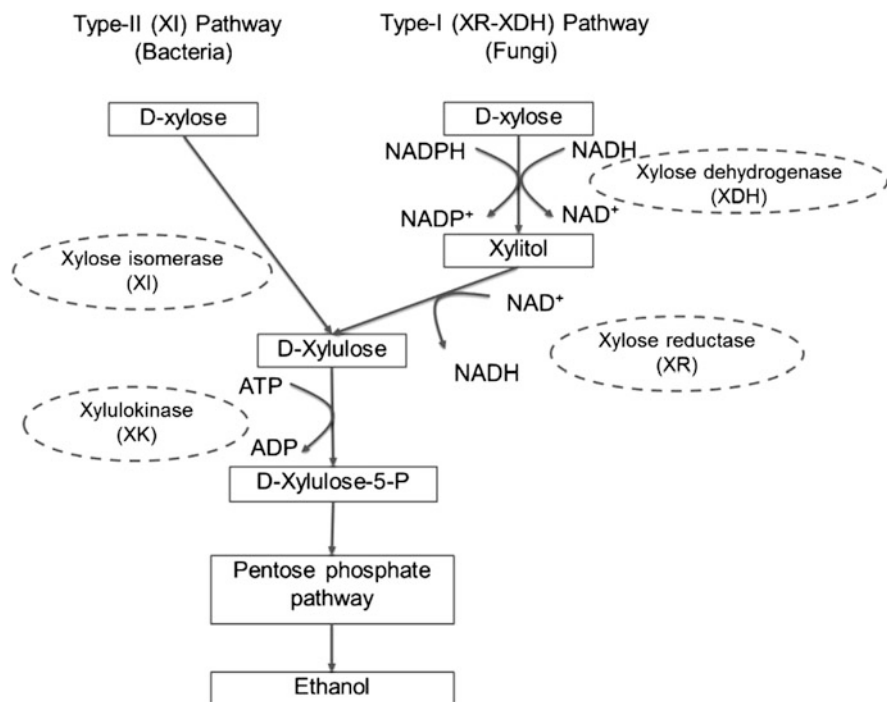 Type-II (XI) Pathway
(Bacteria)
Type-I (XR-XDH) Pathway
(Fungi)
D-xylose
D-xylose
NADPH
NADH
Xylose dehydrogenase
(XDH)
NADP⁺
NAD⁺
Xylitol
Xylose isomerase
(XI)
NAD⁺
D-Xylulose
Xylose reductase
(XR)
NADH
ATP
Xylulokinase
(XK)
ADP
D-Xylulose-5-P
Pentose phosphate
pathway
Ethanol